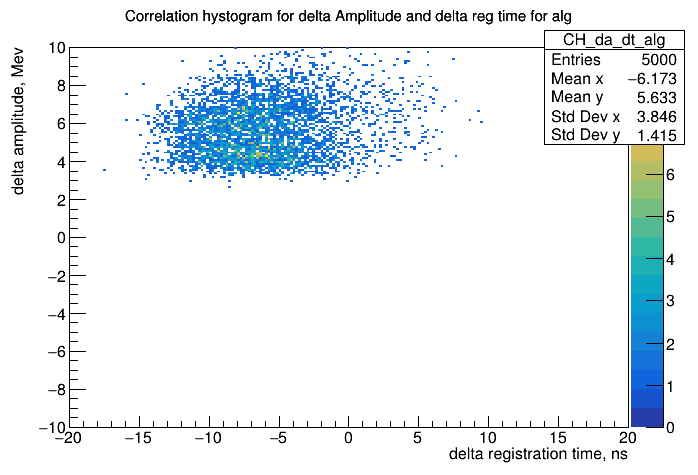 Correlation hystogram for delta Amplitude and delta reg time for alg
CH_da_dt_alg
Entries 5000
Mean x −6.173
Mean y 5.633
Std Dev x 3.846
Std Dev y 1.415
delta amplitude, Mev
10
8
6
4
2
0
−2
−4
−6
−8
−10
−20 −15 −10 −5 0 5 10 15 20
delta registration time, ns
6
5
4
3
2
1
0